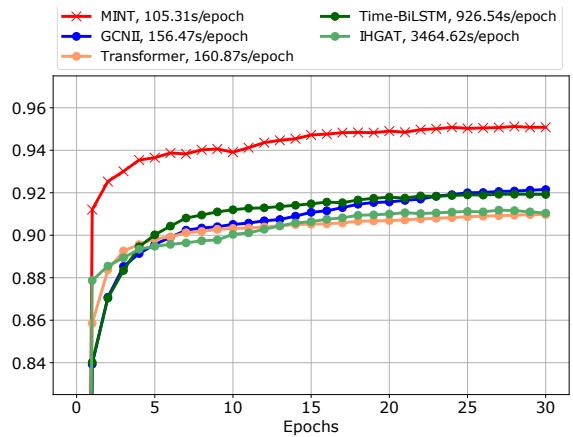 MINT, 105.31s/epoch
GCNII, 156.47s/epoch
Transformer, 160.87s/epoch
Time-BiLSTM, 926.54s/epoch
IHGAT, 3464.62s/epoch
0.96
0.94
0.92
0.90
0.88
0.86
0.84
0 5 10 15 20 25 30
Epochs